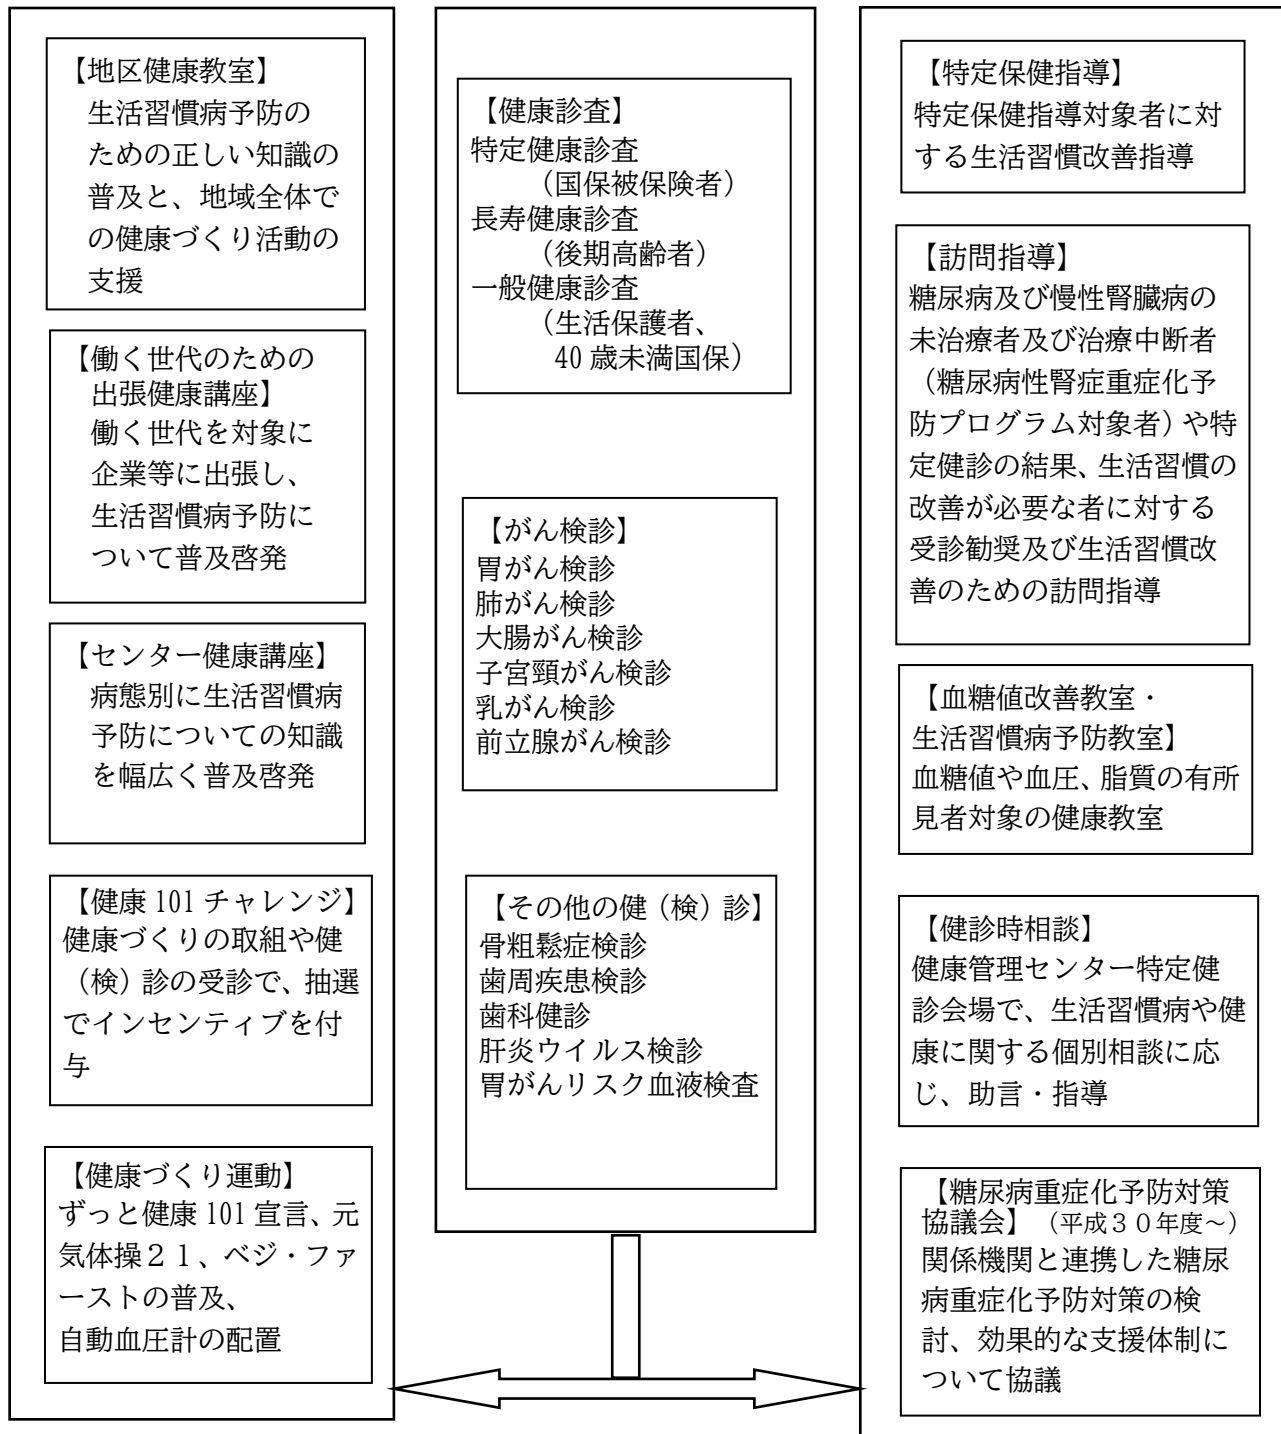 【地区健康教室】
生活習慣病予防の
ための正しい知識の
普及と、地域全体で
の健康づくり活動の
支援
【働く世代のための
出張健康講座】
働く世代を対象に
企業等に出張し、
生活習慣病予防に
ついて普及啓発
【センター健康講座】
病態別に生活習慣病
予防についての知識
を幅広く普及啓発
【健康101チャレンジ】
健康づくりの取組や健
（検）診の受診で、抽選
でインセンティブを付
与
【健康づくり運動】
ずっと健康101宣言、元
気体操２１、ベジ・ファ
ーストの普及、
自動血圧計の配置
【健康診査】
特定健康診査
（国保被保険者）
長寿健康診査
（後期高齢者）
一般健康診査
（生活保護者、
40歳未満国保）
【がん検診】
胃がん検診
肺がん検診
大腸がん検診
子宮頸がん検診
乳がん検診
前立腺がん検診
【その他の健（検）診】
骨粗鬆症検診
歯周疾患検診
歯科健診
肝炎ウイルス検診
胃がんリスク血液検査
【特定保健指導】
特定保健指導対象者に対
する生活習慣改善指導
【訪問指導】
糖尿病及び慢性腎臓病の
未治療者及び治療中断者
（糖尿病性腎症重症化予
防プログラム対象者）や特
定健診の結果、生活習慣の
改善が必要な者に対する
受診勧奨及び生活習慣改
善のための訪問指導
【血糖値改善教室・
生活習慣病予防教室】
血糖値や血圧、脂質の有所
見者対象の健康教室
【健診時相談】
健康管理センター特定健
診会場で、生活習慣病や健
康に関する個別相談に応
じ、助言・指導
【糖尿病重症化予防対策
協議会】（平成３０年度～）
関係機関と連携した糖尿
病重症化予防対策の検
討、効果的な支援体制に
ついて協議